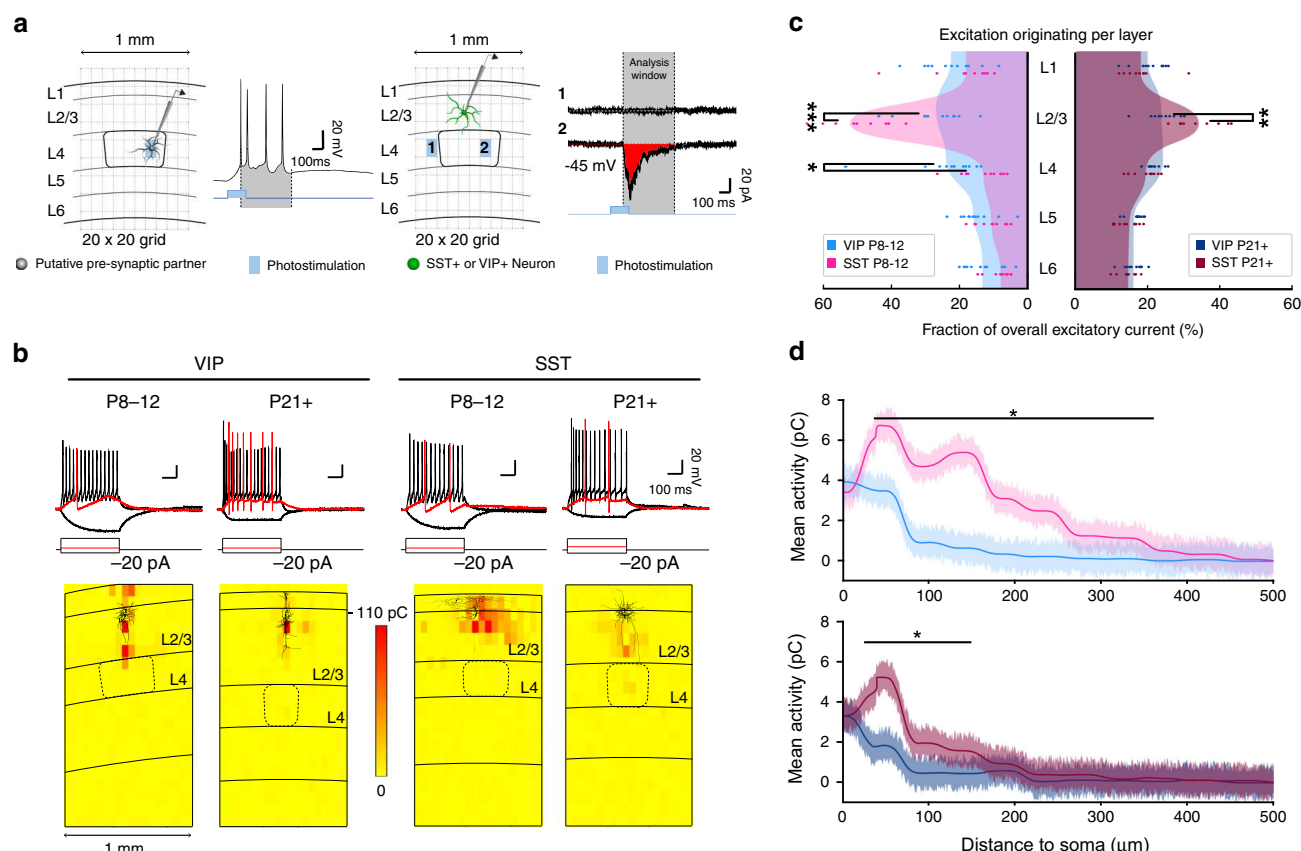 a
1 mm
L1
L2/3
L4
L5
L6
20 x 20 grid
20 mV
100ms
1 mm
L1
L2/3
L4
L5
L6
1
2
20 x 20 grid
Analysis
window
1
2
-45 mV
20 pA
100 ms
Putative pre-synaptic partner
Photostimulation
SST+ or VIP+ Neuron
Photostimulation
b
VIP
SST
P8–12
P21+
P8–12
P21+
20 mV
100 ms
–20 pA
–20 pA
–20 pA
–20 pA
L2/3
L4
L2/3
L4
110 pC
0
L2/3
L4
L2/3
L4
1 mm
c
Excitation originating per layer
L1
L2/3
L4
L5
L6
***
*
**
VIP P8-12
SST P8-12
VIP P21+
SST P21+
60 40 20 0
0 20 40 60
Fraction of overall excitatory current (%)
d
Mean activity (pC)
8
6
4
2
0
*
0 100 200 300 400 500
Mean activity (pC)
8
6
4
2
0
*
0 100 200 300 400 500
Distance to soma (μm)